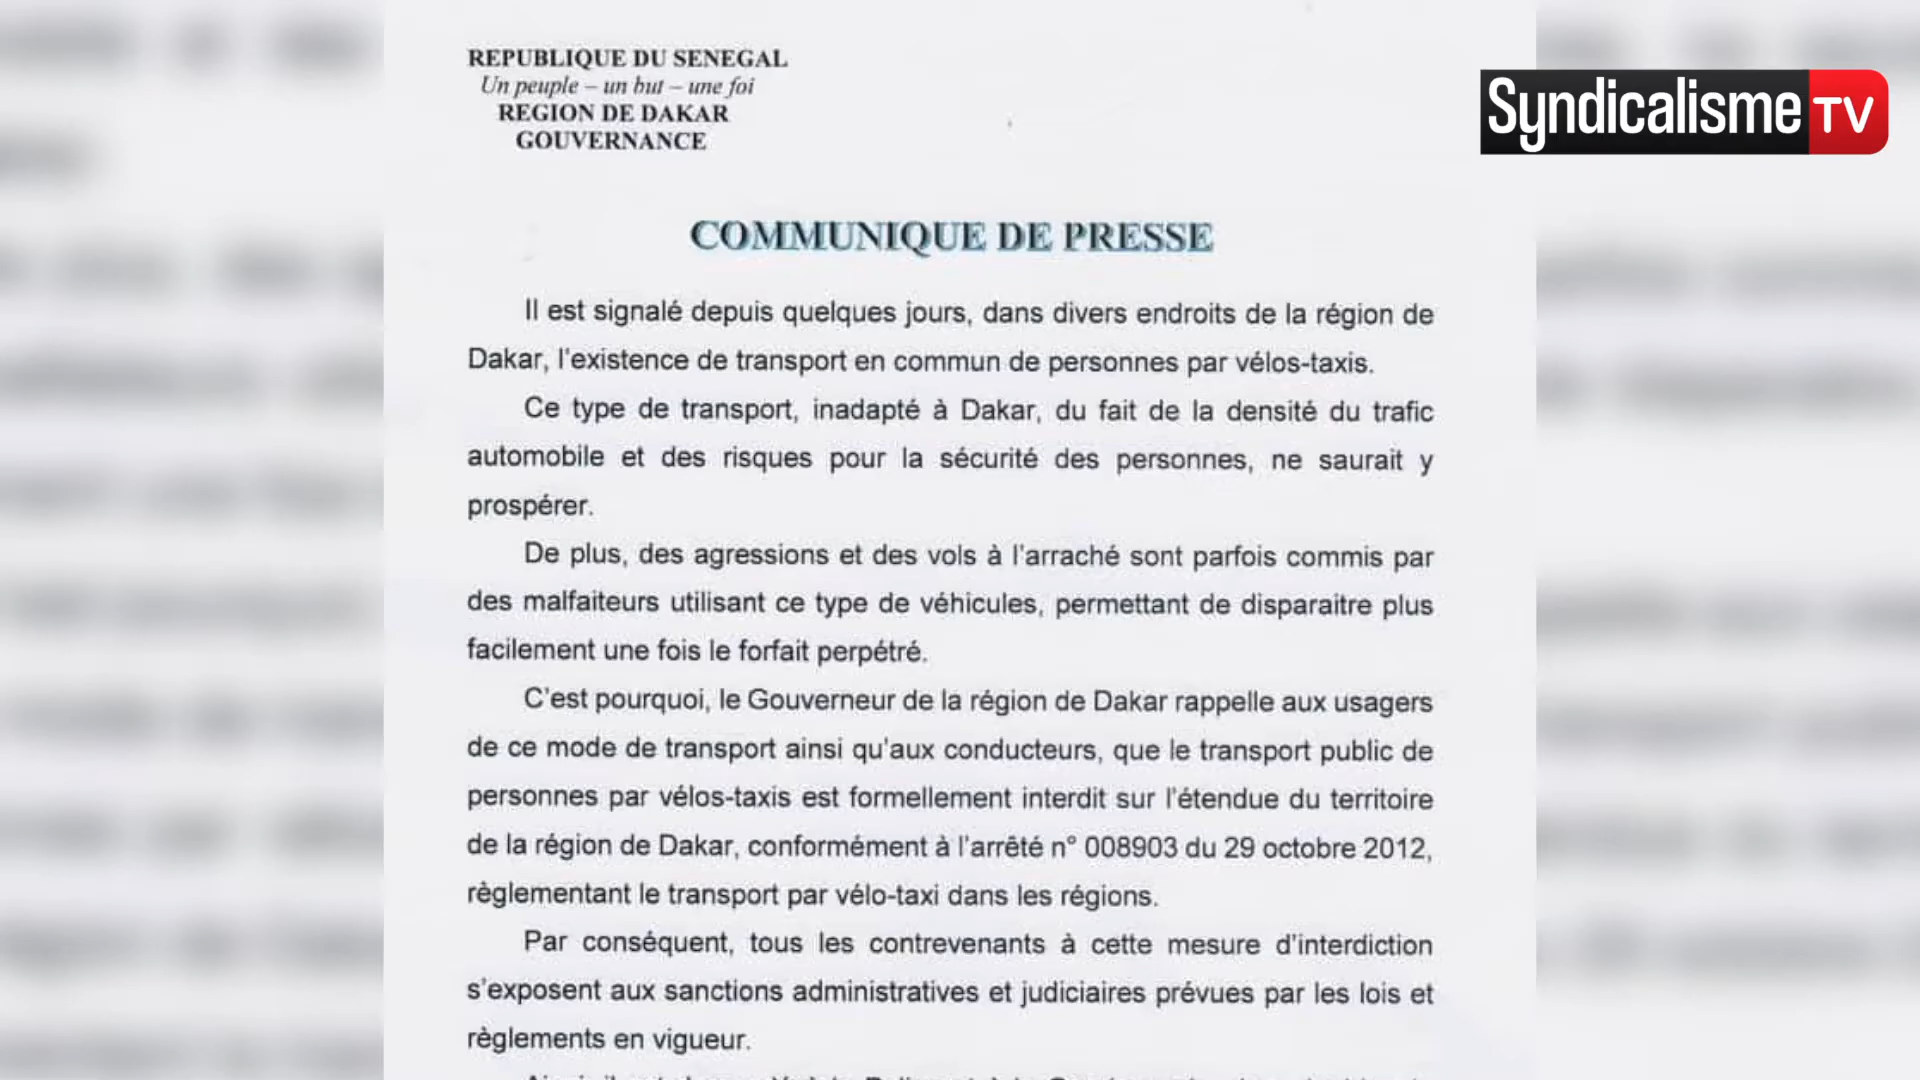 REPUBLIQUE DU SENEGAL
Un peuple – un but – une foi
REGION DE DAKAR
GOUVERNANCE
Syndicalisme TV
COMMUNIQUE DE PRESSE
Il est signalé depuis quelques jours, dans divers endroits de la région de
Dakar, l'existence de transport en commun de personnes par vélos-taxis.
Ce type de transport, inadapté à Dakar, du fait de la densité du trafic
automobile et des risques pour la sécurité des personnes, ne saurait y
prospérer.
De plus, des agressions et des vols à l'arraché sont parfois commis par
des malfaiteurs utilisant ce type de véhicules, permettant de disparaitre plus
facilement une fois le forfait perpétré.
C'est pourquoi, le Gouverneur de la région de Dakar rappelle aux usagers
de ce mode de transport ainsi qu'aux conducteurs, que le transport public de
personnes par vélos-taxis est formellement interdit sur l'étendue du territoire
de la région de Dakar, conformément à l'arrêté n° 008903 du 29 octobre 2012,
règlementant le transport par vélo-taxi dans les régions.
Par conséquent, tous les contrevenants à cette mesure d'interdiction
s'exposent aux sanctions administratives et judiciaires prévues par les lois et
règlements en vigueur.